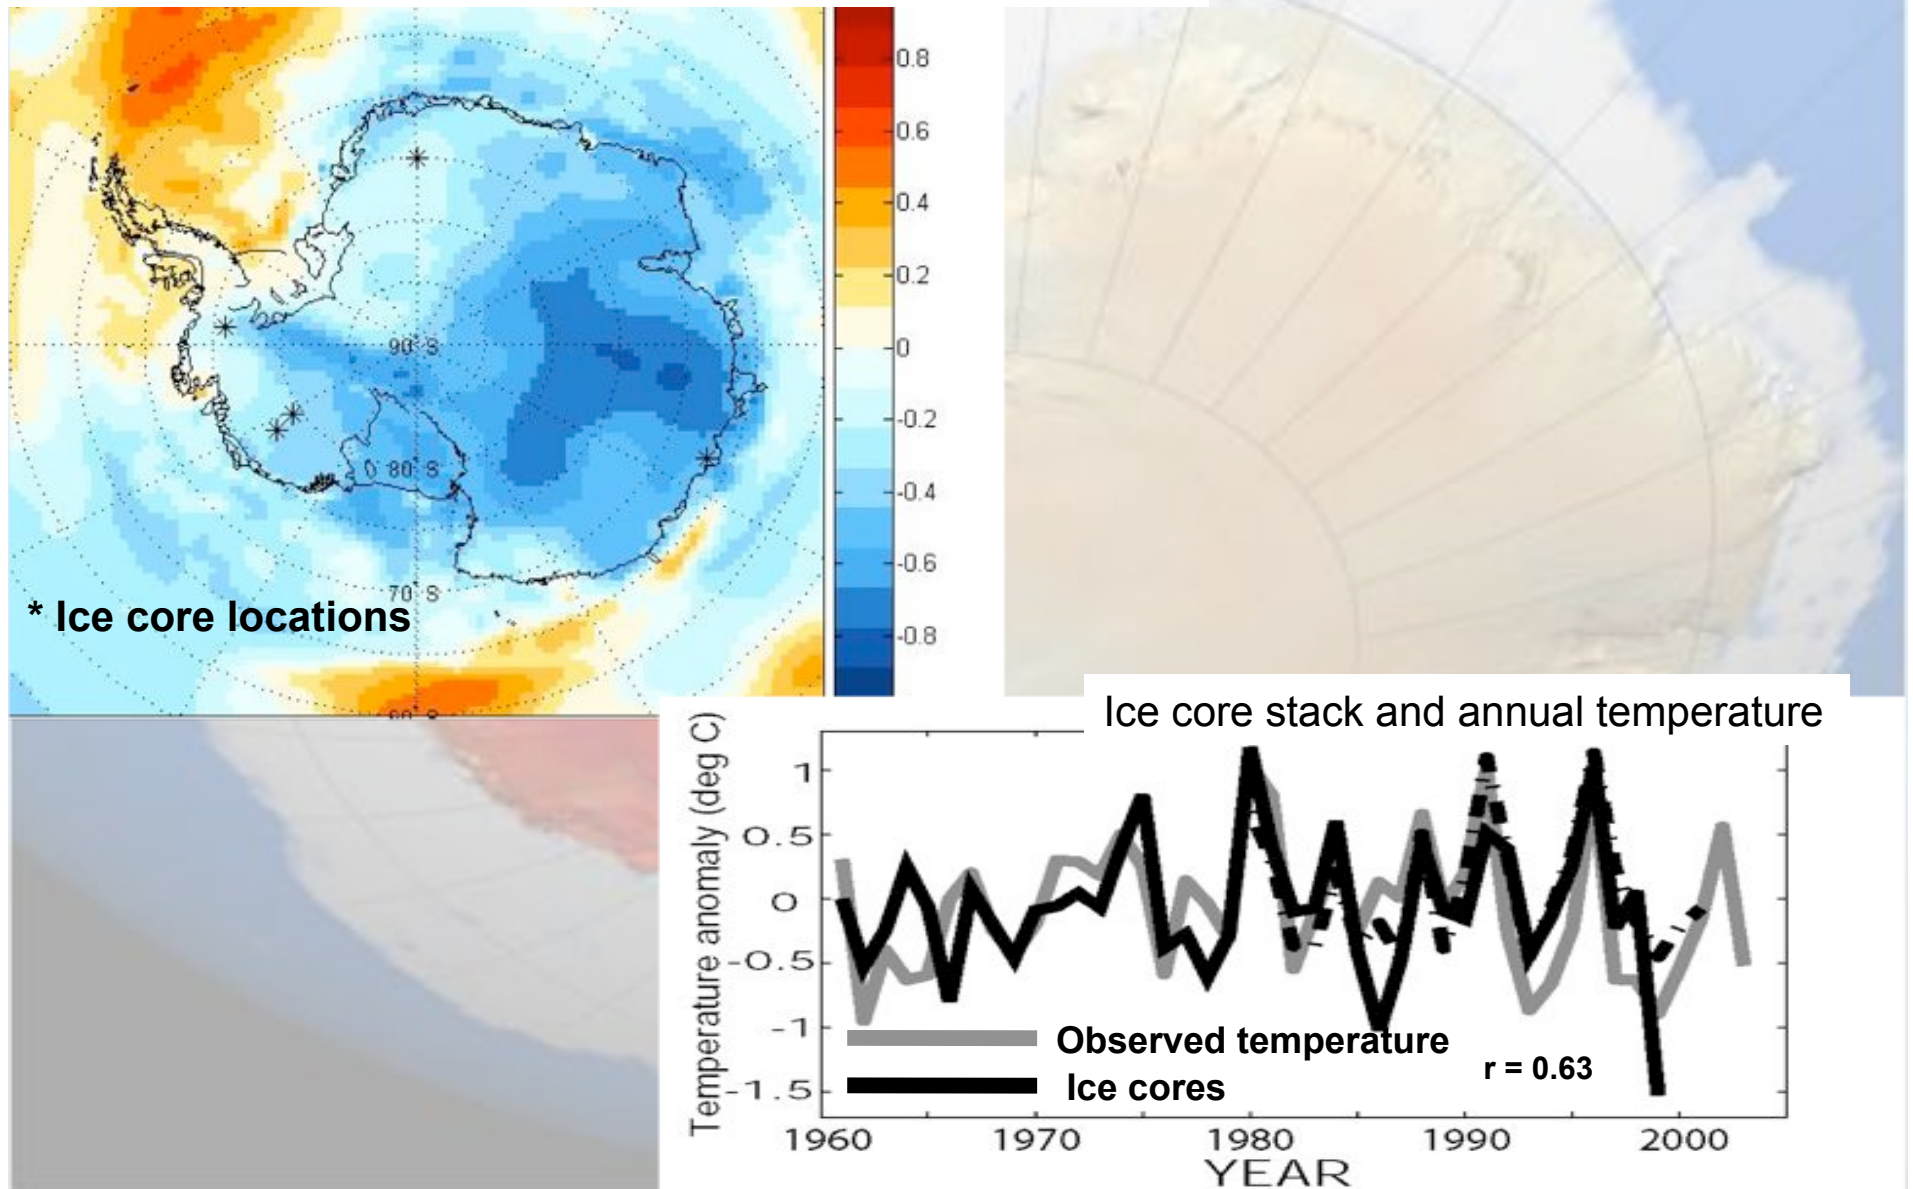 0.8
0.6
0.4
0.2
0
-0.2
-0.4
-0.6
-0.8
90° S
80° S
70° S
* Ice core locations
Ice core stack and annual temperature
Temperature anomaly (deg C)
1
0.5
0
-0.5
-1
-1.5
Observed temperature
Ice cores
r = 0.63
1960 1970 1980 1990 2000
YEAR